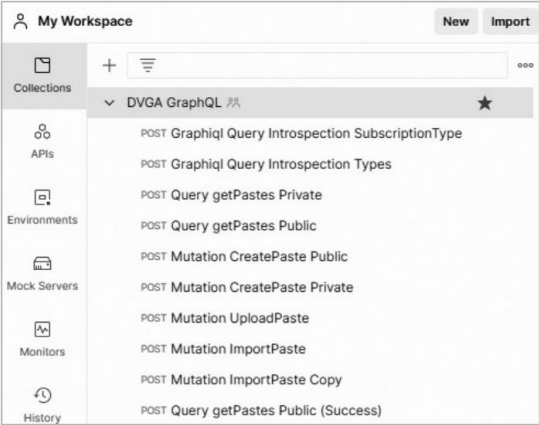 My Workspace
New
Import
Collections
APIs
Environments
Mock Servers
Monitors
History
DVGA GraphQL
POST Graphiql Query Introspection SubscriptionType
POST Graphiql Query Introspection Types
POST Query getPastes Private
POST Query getPastes Public
POST Mutation CreatePaste Public
POST Mutation CreatePaste Private
POST Mutation UploadPaste
POST Mutation ImportPaste
POST Mutation ImportPaste Copy
POST Query getPastes Public (Success)